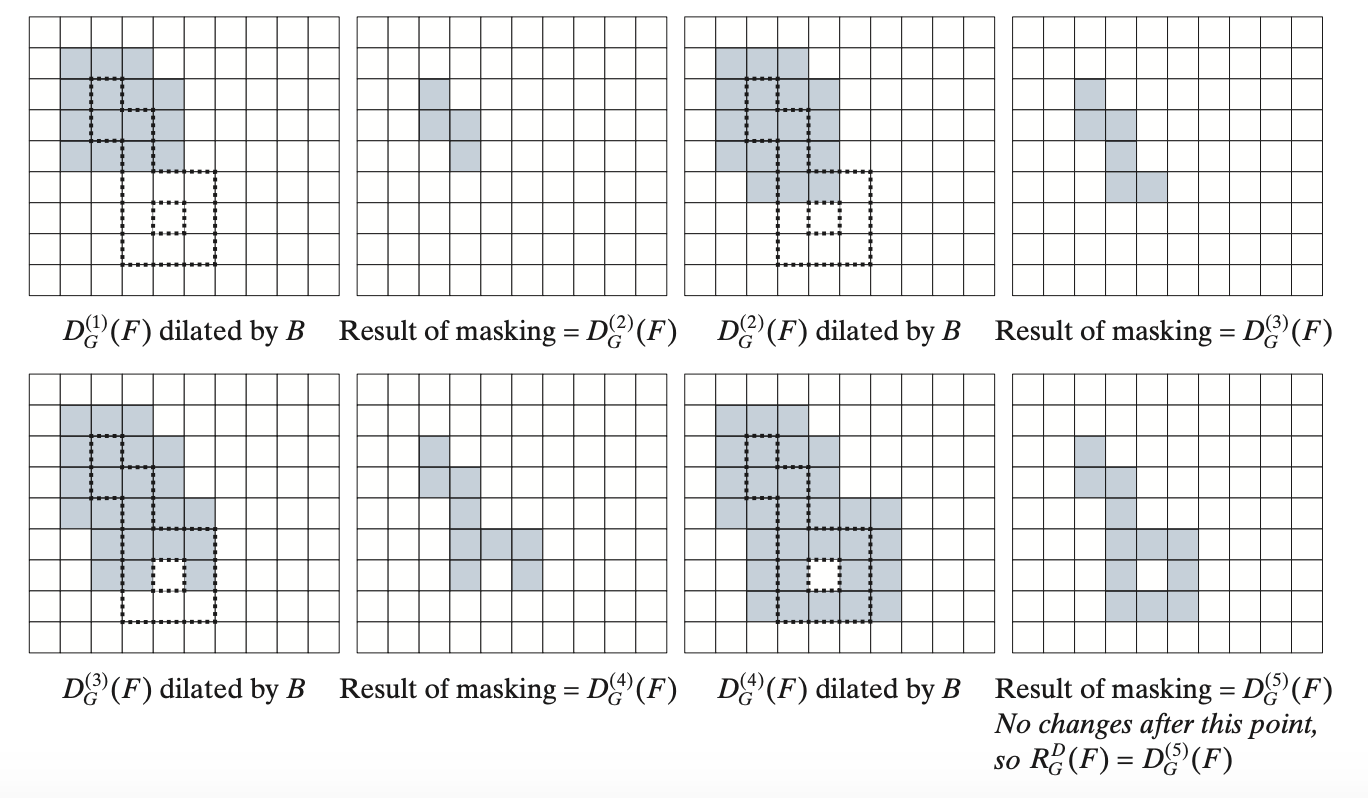 D_G^(1)(F) dilated by B
Result of masking = D_G^(2)(F)
D_G^(2)(F) dilated by B
Result of masking = D_G^(3)(F)
D_G^(3)(F) dilated by B
Result of masking = D_G^(4)(F)
D_G^(4)(F) dilated by B
Result of masking = D_G^(5)(F)
No changes after this point,
so R_G^D(F) = D_G^(5)(F)